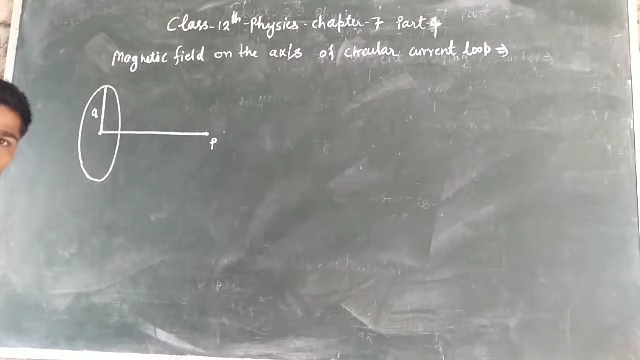 Class-12th-Physics-chapter-7 Part-4
Magnetic field on the axis of circular current loop ⇒
a
P